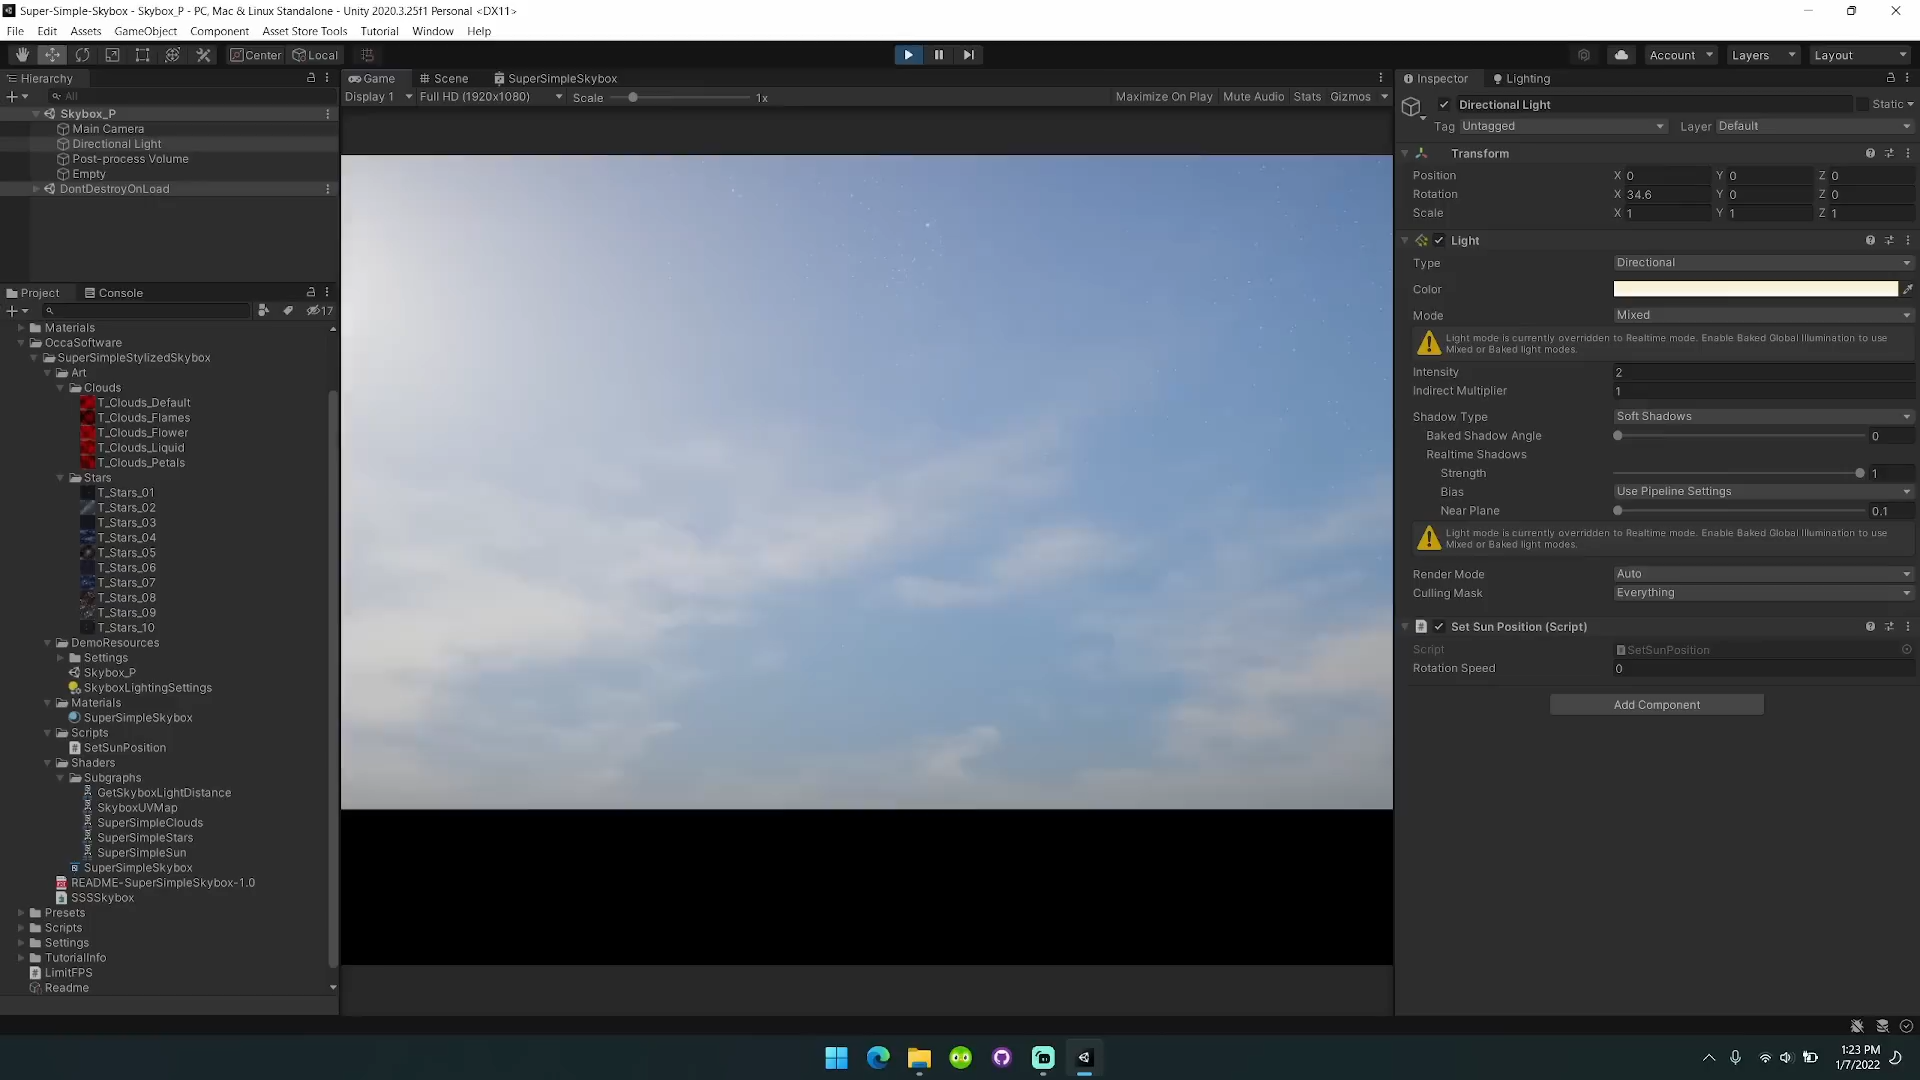 Super-Simple-Skybox - Skybox_P - PC, Mac & Linux Standalone - Unity 2020.3.25f1 Personal <DX11>
File Edit Assets GameObject Component Asset Store Tools Tutorial Window Help
Center Local
Account Layers Layout
Hierarchy
All
Skybox_P
Main Camera
Directional Light
Post-process Volume
Empty
DontDestroyOnLoad
Project Console
17
Materials
OccaSoftware
SuperSimpleStylizedSkybox
Art
Clouds
T_Clouds_Default
T_Clouds_Flames
T_Clouds_Flower
T_Clouds_Liquid
T_Clouds_Petals
Stars
T_Stars_01
T_Stars_02
T_Stars_03
T_Stars_04
T_Stars_05
T_Stars_06
T_Stars_07
T_Stars_08
T_Stars_09
T_Stars_10
DemoResources
Settings
Skybox_P
SkyboxLightingSettings
Materials
SuperSimpleSkybox
Scripts
SetSunPosition
Shaders
Subgraphs
GetSkyboxLightDistance
SkyboxUVMap
SuperSimpleClouds
SuperSimpleStars
SuperSimpleSun
SuperSimpleSkybox
README-SuperSimpleSkybox-1.0
SSSSkybox
Presets
Scripts
Settings
TutorialInfo
LimitFPS
Readme
Game Scene SuperSimpleSkybox
Display 1 Full HD (1920x1080) Scale 1x Maximize On Play Mute Audio Stats Gizmos
Inspector Lighting
Directional Light Static
Tag Untagged Layer Default
Transform
Position X 0 Y 0 Z 0
Rotation X 34.6 Y 0 Z 0
Scale X 1 Y 1 Z 1
Light
Type Directional
Color
Mode Mixed
Light mode is currently overridden to Realtime mode. Enable Baked Global Illumination to use
Mixed or Baked light modes.
Intensity 2
Indirect Multiplier 1
Shadow Type Soft Shadows
Baked Shadow Angle 0
Realtime Shadows
Strength 1
Bias Use Pipeline Settings
Near Plane 0.1
Light mode is currently overridden to Realtime mode. Enable Baked Global Illumination to use
Mixed or Baked light modes.
Render Mode Auto
Culling Mask Everything
Set Sun Position (Script)
Script SetSunPosition
Rotation Speed 0
Add Component
1:23 PM
1/7/2022